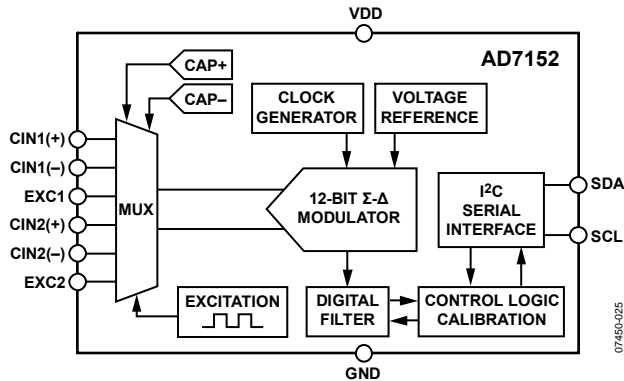 VDD
AD7152
CAP+
CAP–
CLOCK
GENERATOR
VOLTAGE
REFERENCE
CIN1(+)
CIN1(–)
EXC1
CIN2(+)
CIN2(–)
EXC2
MUX
12-BIT Σ-Δ
MODULATOR
I²C
SERIAL
INTERFACE
SDA
SCL
EXCITATION
DIGITAL
FILTER
CONTROL LOGIC
CALIBRATION
GND
07450-025